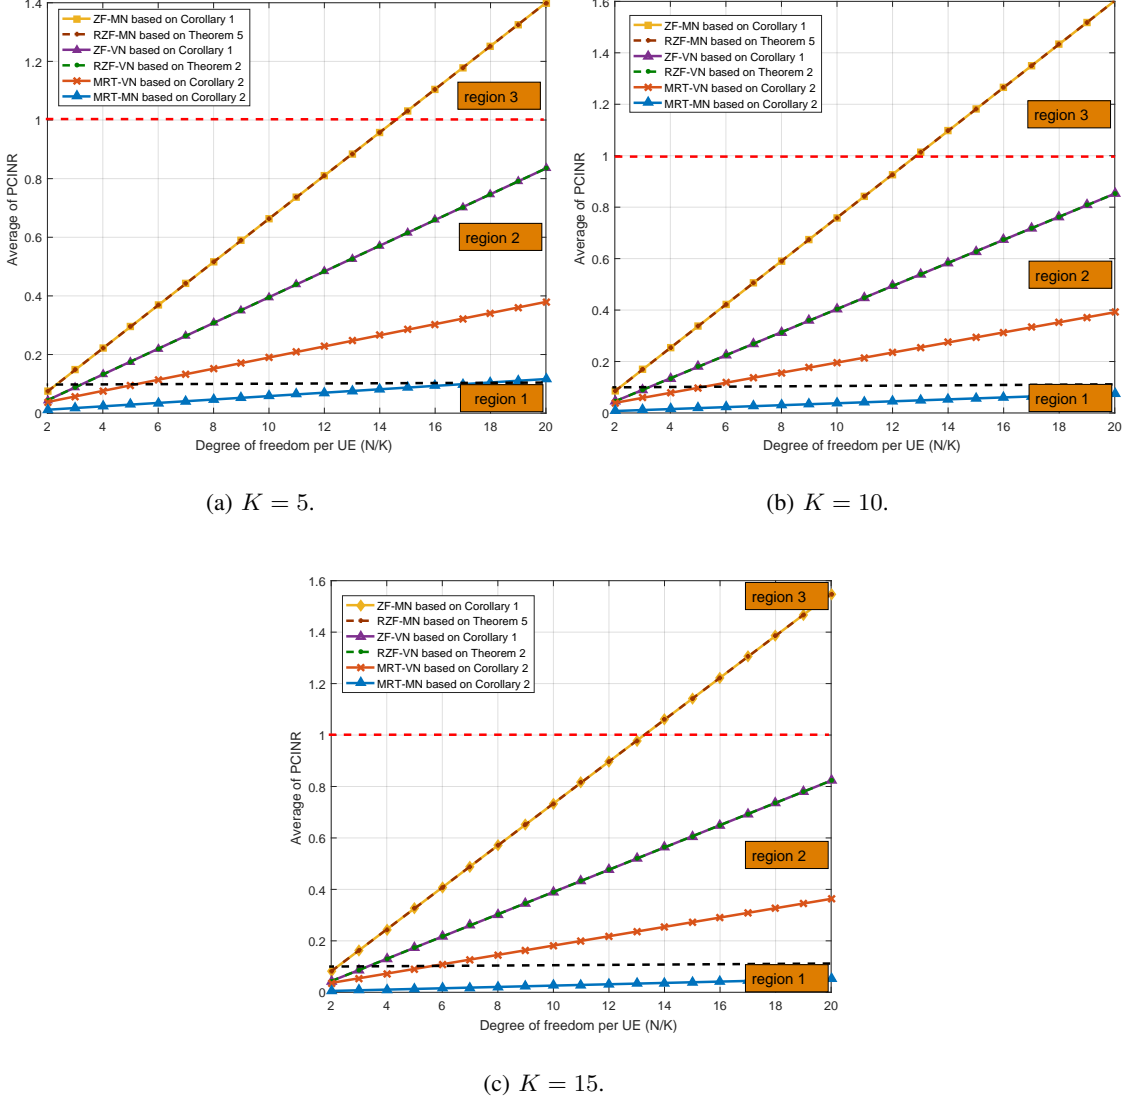 1.4
1.2
1
0.8
0.6
0.4
0.2
0
Average of PCINR
ZF-MN based on Corollary 1
RZF-MN based on Theorem 5
ZF-VN based on Corollary 1
RZF-VN based on Theorem 2
MRT-VN based on Corollary 2
MRT-MN based on Corollary 2
region 3
region 2
region 1
2 4 6 8 10 12 14 16 18 20
Degree of freedom per UE (N/K)
(a) K = 5.
1.6
1.4
1.2
1
0.8
0.6
0.4
0.2
0
Average of PCINR
ZF-MN based on Corollary 1
RZF-MN based on Theorem 5
ZF-VN based on Corollary 1
RZF-VN based on Theorem 2
MRT-VN based on Corollary 2
MRT-MN based on Corollary 2
region 3
region 2
region 1
2 4 6 8 10 12 14 16 18 20
Degree of freedom per UE (N/K)
(b) K = 10.
1.6
1.4
1.2
1
0.8
0.6
0.4
0.2
0
Average of PCINR
ZF-MN based on Corollary 1
RZF-MN based on Theorem 5
ZF-VN based on Corollary 1
RZF-VN based on Theorem 2
MRT-VN based on Corollary 2
MRT-MN based on Corollary 2
region 3
region 2
region 1
2 4 6 8 10 12 14 16 18 20
Degree of freedom per UE (N/K)
(c) K = 15.